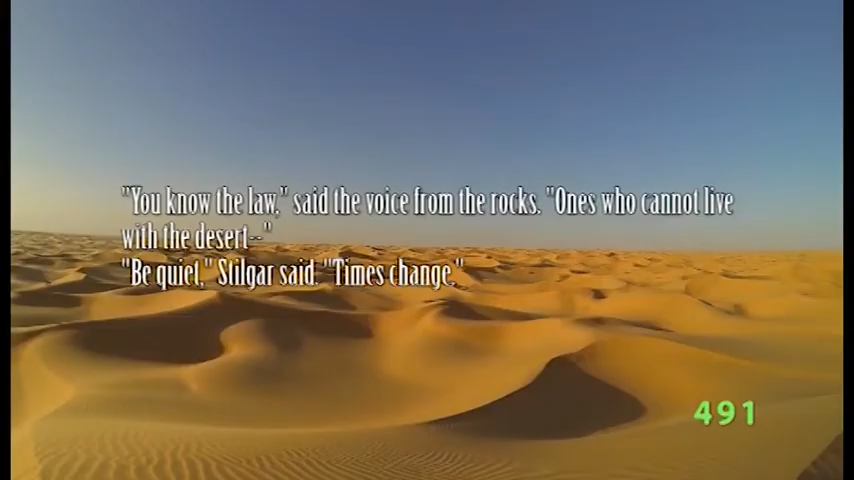 "You know the law," said the voice from the rocks. "Ones who cannot live
with the desert--"
"Be quiet," Stilgar said. "Times change."
491